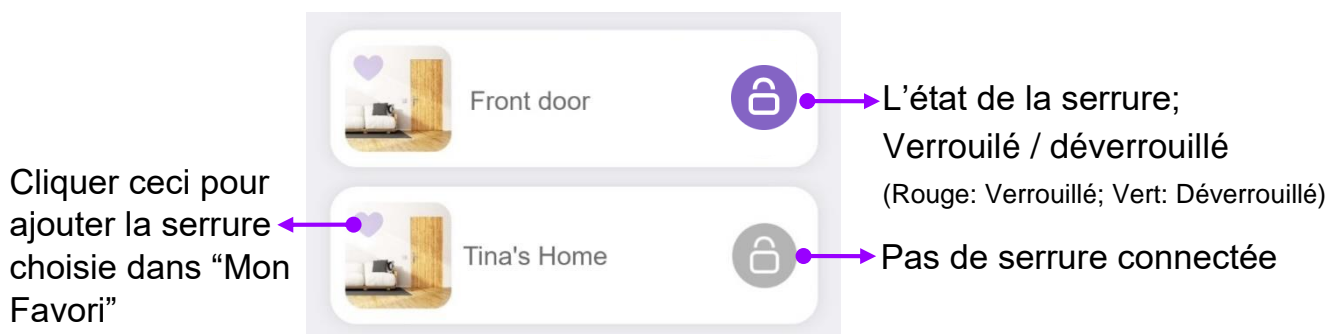 Front door
L’état de la serrure;
Verrouilé / déverrouillé
(Rouge: Verrouillé; Vert: Déverrouillé)
Cliquer ceci pour
ajouter la serrure
choisie dans “Mon
Favori”
Tina's Home
Pas de serrure connectée